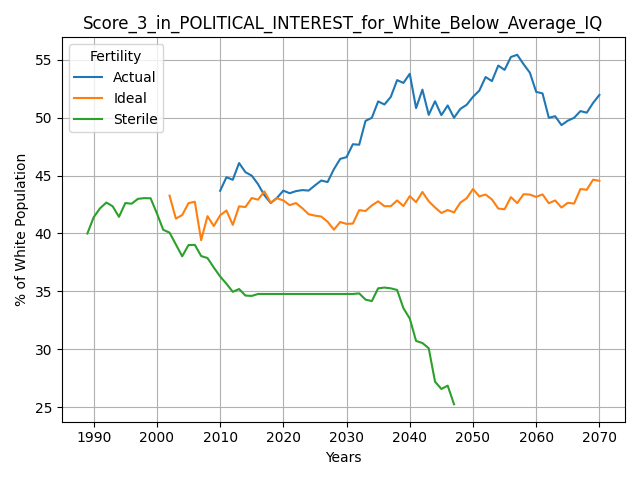 Score_3_in_POLITICAL_INTEREST_for_White_Below_Average_IQ
Fertility
Actual
Ideal
Sterile
% of White Population
55
50
45
40
35
30
25
1990 2000 2010 2020 2030 2040 2050 2060 2070
Years